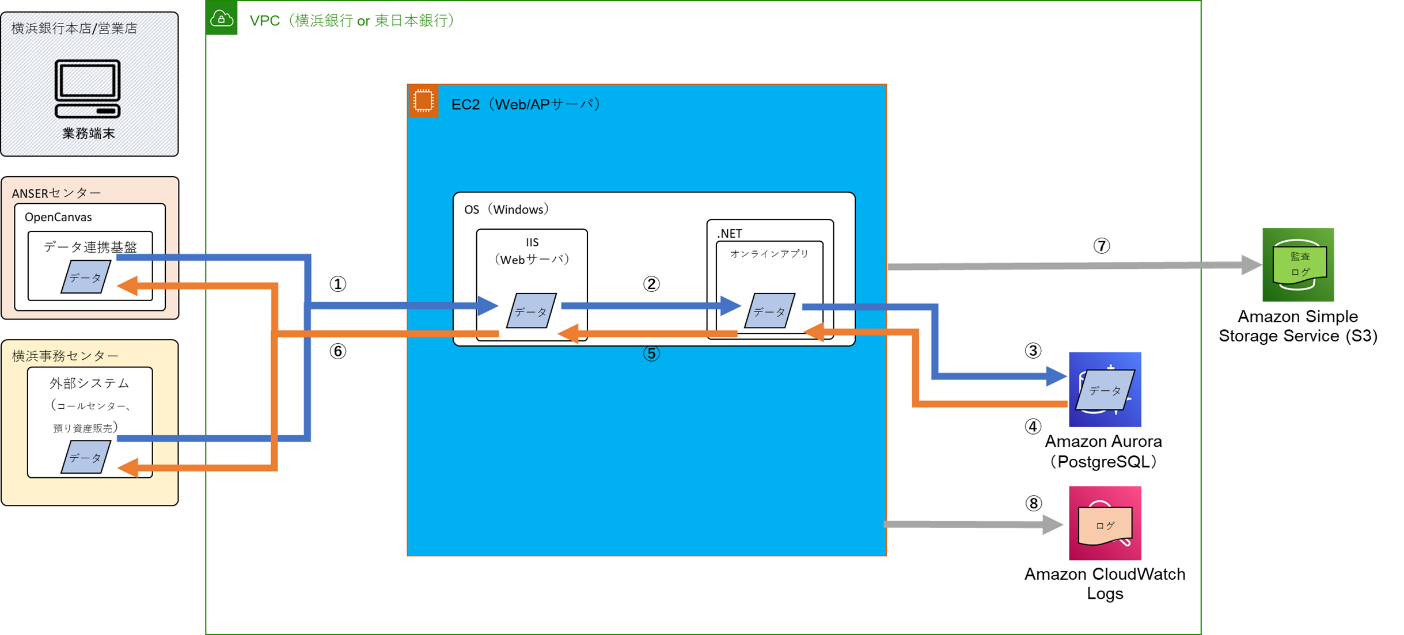 横浜銀行本店/営業店
業務端末
ANSERセンター
OpenCanvas
データ連携基盤
データ
横浜事務センター
外部システム
（コールセンター、
預り資産販売）
データ
VPC（横浜銀行 or 東日本銀行）
EC2（Web/APサーバ）
OS（Windows）
IIS
（Webサーバ）
データ
.NET
オンラインアプリ
データ
①
②
③
④
⑤
⑥
⑦
⑧
監査
ログ
Amazon Simple
Storage Service (S3)
データ
Amazon Aurora
（PostgreSQL）
ログ
Amazon CloudWatch
Logs